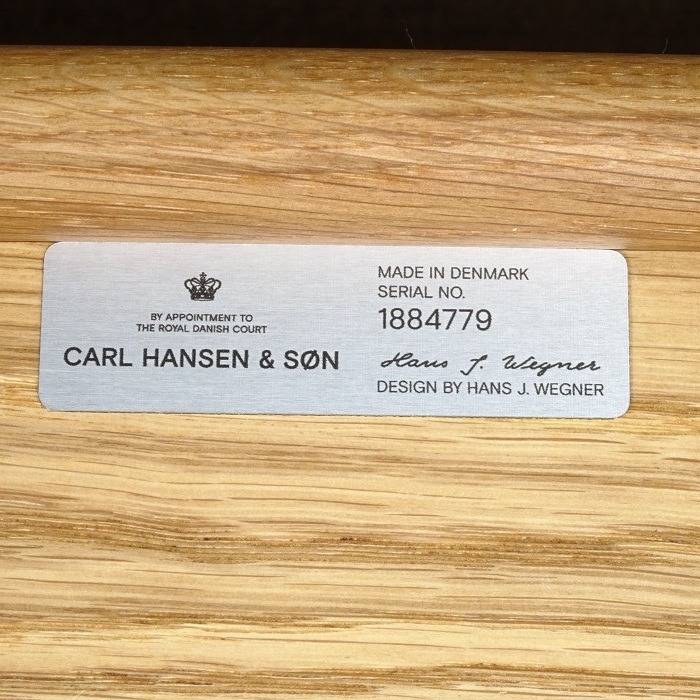 BY APPOINTMENT TO
THE ROYAL DANISH COURT
CARL HANSEN & SØN
MADE IN DENMARK
SERIAL NO.
1884779
Hans J. Wegner
DESIGN BY HANS J. WEGNER